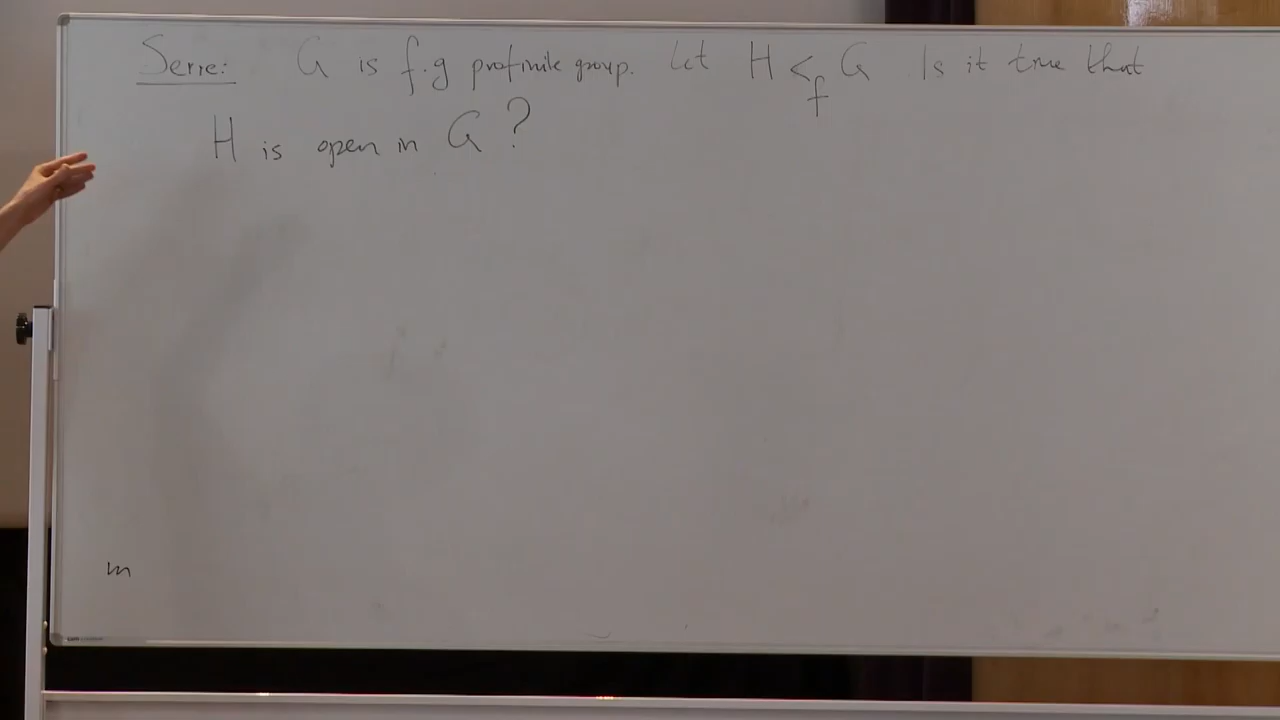 Serre: G is f.g profinite group. Let H <_f G Is it true that
H is open in G ?
m